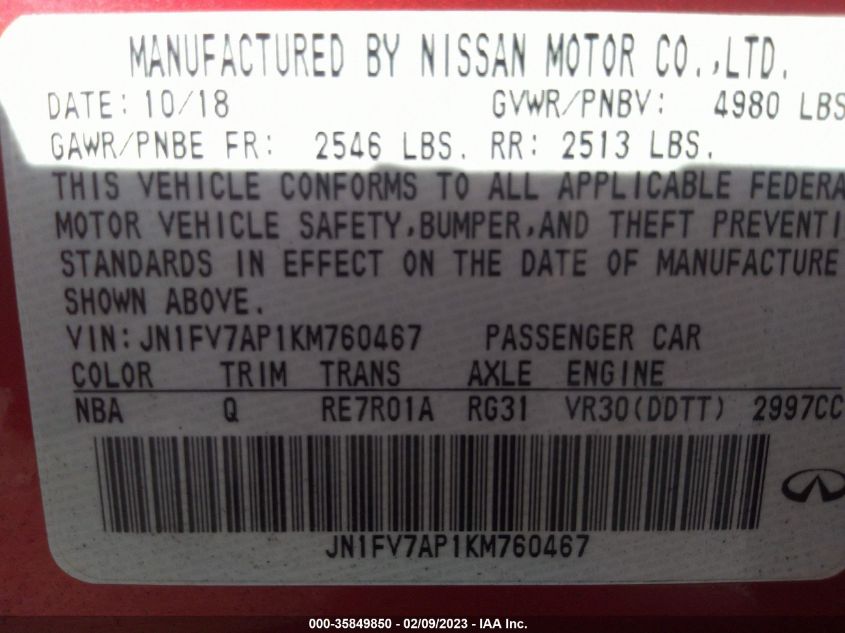 MANUFACTURED BY NISSAN MOTOR CO.,LTD.
DATE: 10/18 GVWR/PNBV: 4980 LBS
GAWR/PNBE FR: 2546 LBS. RR: 2513 LBS.
THIS VEHICLE CONFORMS TO ALL APPLICABLE FEDERA
MOTOR VEHICLE SAFETY,BUMPER,AND THEFT PREVENTI
STANDARDS IN EFFECT ON THE DATE OF MANUFACTURE
SHOWN ABOVE.
VIN: JN1FV7AP1KM760467 PASSENGER CAR
COLOR TRIM TRANS AXLE ENGINE
NBA Q RE7R01A RG31 VR30(DDTT) 2997CC
JN1FV7AP1KM760467
000-35849850 - 02/09/2023 - IAA Inc.